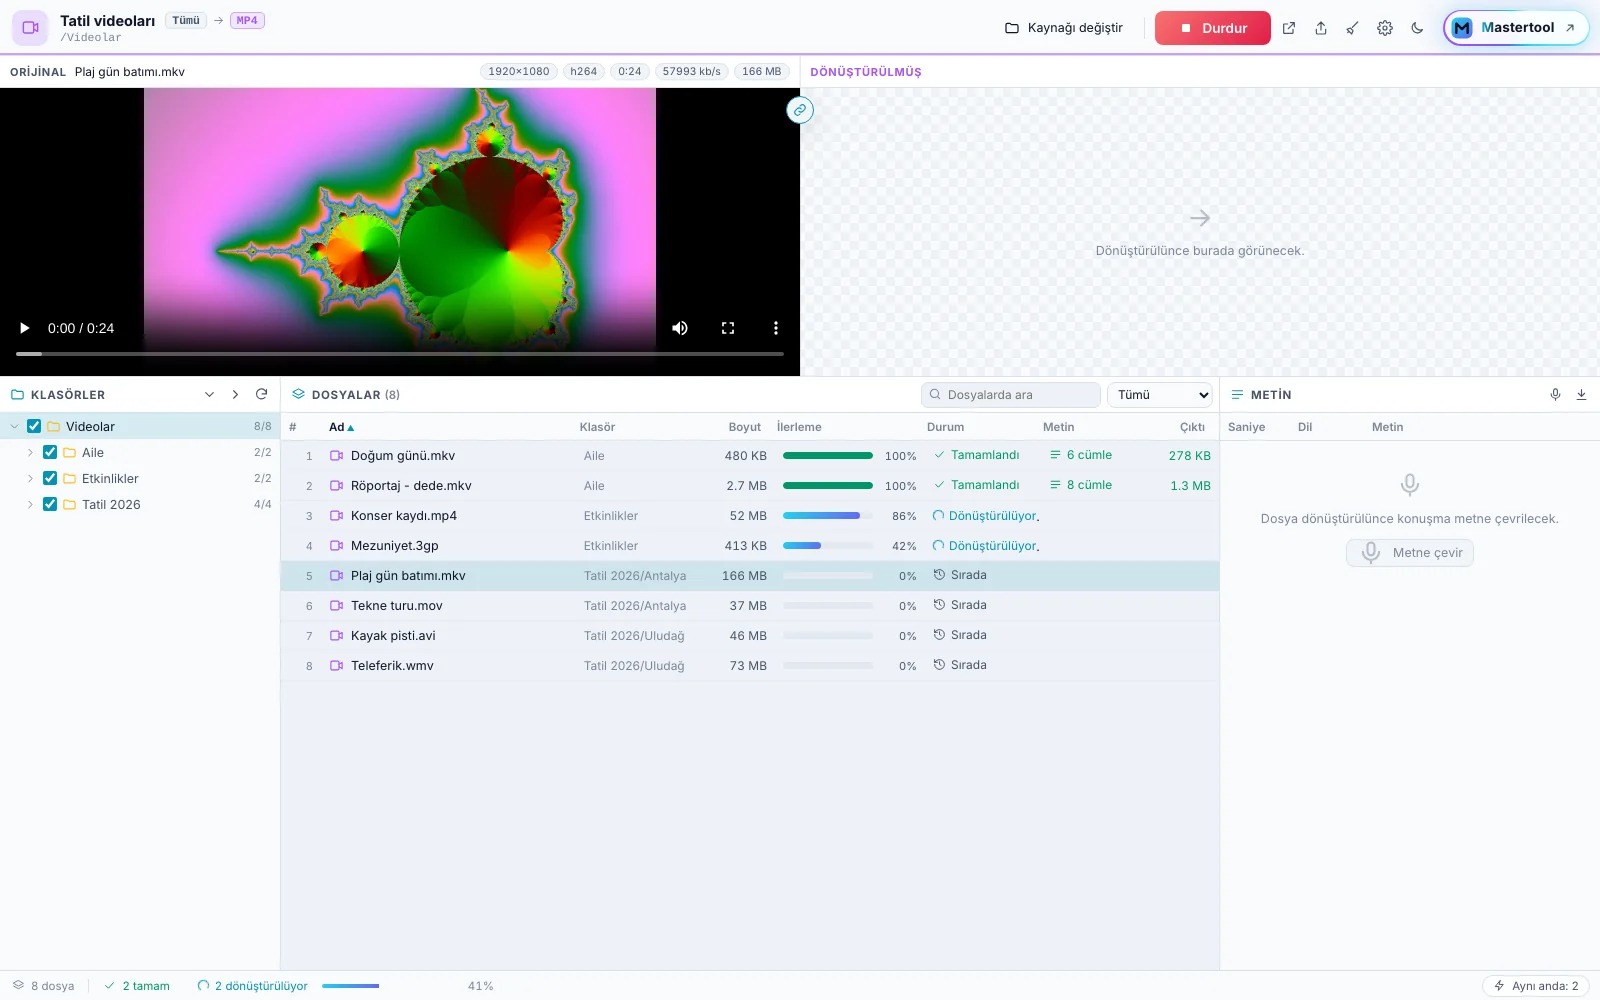 Tatil videoları Tümü → MP4
/Videolar
Kaynağı değiştir
Durdur
Mastertool
ORİJİNAL Plaj gün batımı.mkv 1920×1080 h264 0:24 57993 kb/s 166 MB
DÖNÜŞTÜRÜLMÜŞ
0:00 / 0:24
Dönüştürülünce burada görünecek.
KLASÖRLER
Videolar 8/8
Aile 2/2
Etkinlikler 2/2
Tatil 2026 4/4
DOSYALAR (8) Dosyalarda ara Tümü
# Ad Klasör Boyut İlerleme Durum Metin Çıktı
1 Doğum günü.mkv Aile 480 KB 100% Tamamlandı 6 cümle 278 KB
2 Röportaj - dede.mkv Aile 2.7 MB 100% Tamamlandı 8 cümle 1.3 MB
3 Konser kaydı.mp4 Etkinlikler 52 MB 86% Dönüştürülüyor.
4 Mezuniyet.3gp Etkinlikler 413 KB 42% Dönüştürülüyor.
5 Plaj gün batımı.mkv Tatil 2026/Antalya 166 MB 0% Sırada
6 Tekne turu.mov Tatil 2026/Antalya 37 MB 0% Sırada
7 Kayak pisti.avi Tatil 2026/Uludağ 46 MB 0% Sırada
8 Teleferik.wmv Tatil 2026/Uludağ 73 MB 0% Sırada
METİN
Saniye Dil Metin
Dosya dönüştürülünce konuşma metne çevrilecek.
Metne çevir
8 dosya 2 tamam 2 dönüştürülüyor 41%
Aynı anda: 2